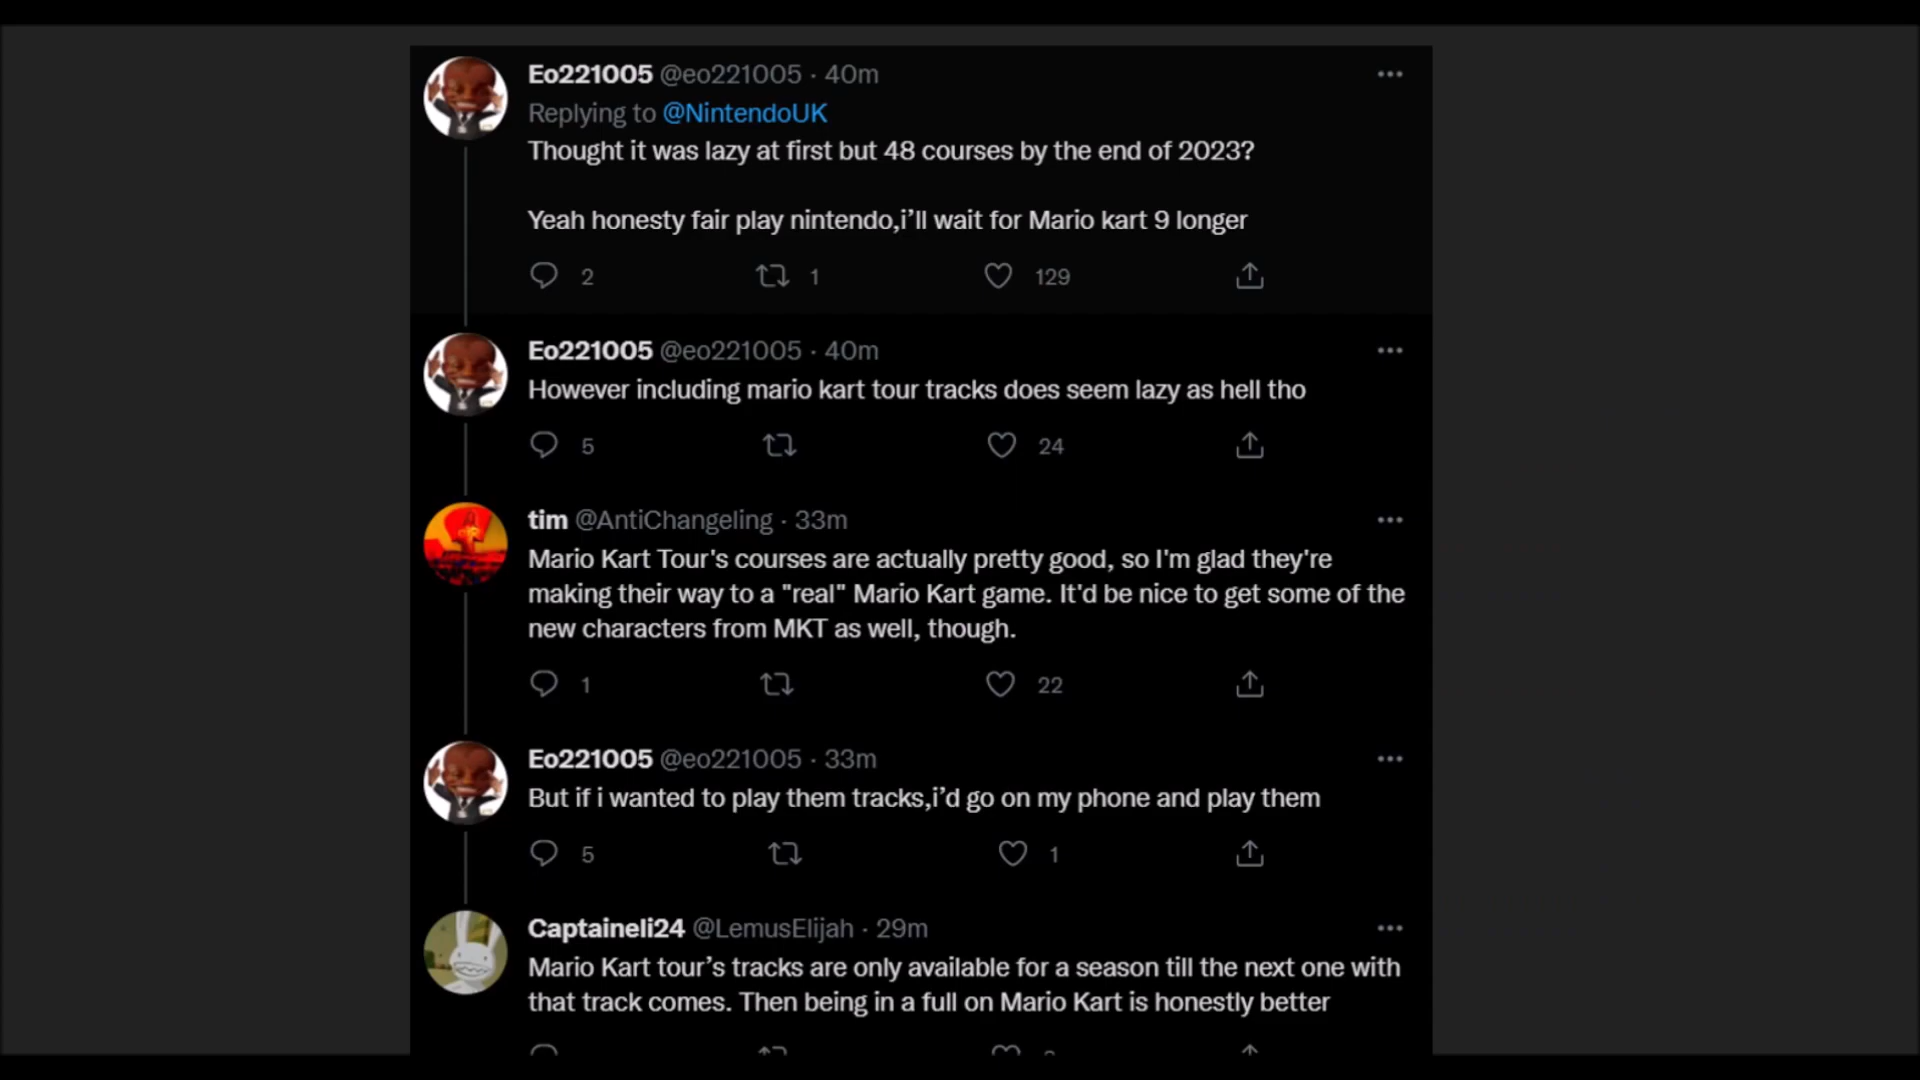 Eo221005 @eo221005 · 40m
Replying to @NintendoUK
Thought it was lazy at first but 48 courses by the end of 2023?
Yeah honesty fair play nintendo,i’ll wait for Mario kart 9 longer
2 1 129
Eo221005 @eo221005 · 40m
However including mario kart tour tracks does seem lazy as hell tho
5 24
tim @AntiChangeling · 33m
Mario Kart Tour's courses are actually pretty good, so I'm glad they're
making their way to a "real" Mario Kart game. It'd be nice to get some of the
new characters from MKT as well, though.
1 22
Eo221005 @eo221005 · 33m
But if i wanted to play them tracks,i’d go on my phone and play them
5 1
Captaineli24 @LemusElijah · 29m
Mario Kart tour’s tracks are only available for a season till the next one with
that track comes. Then being in a full on Mario Kart is honestly better